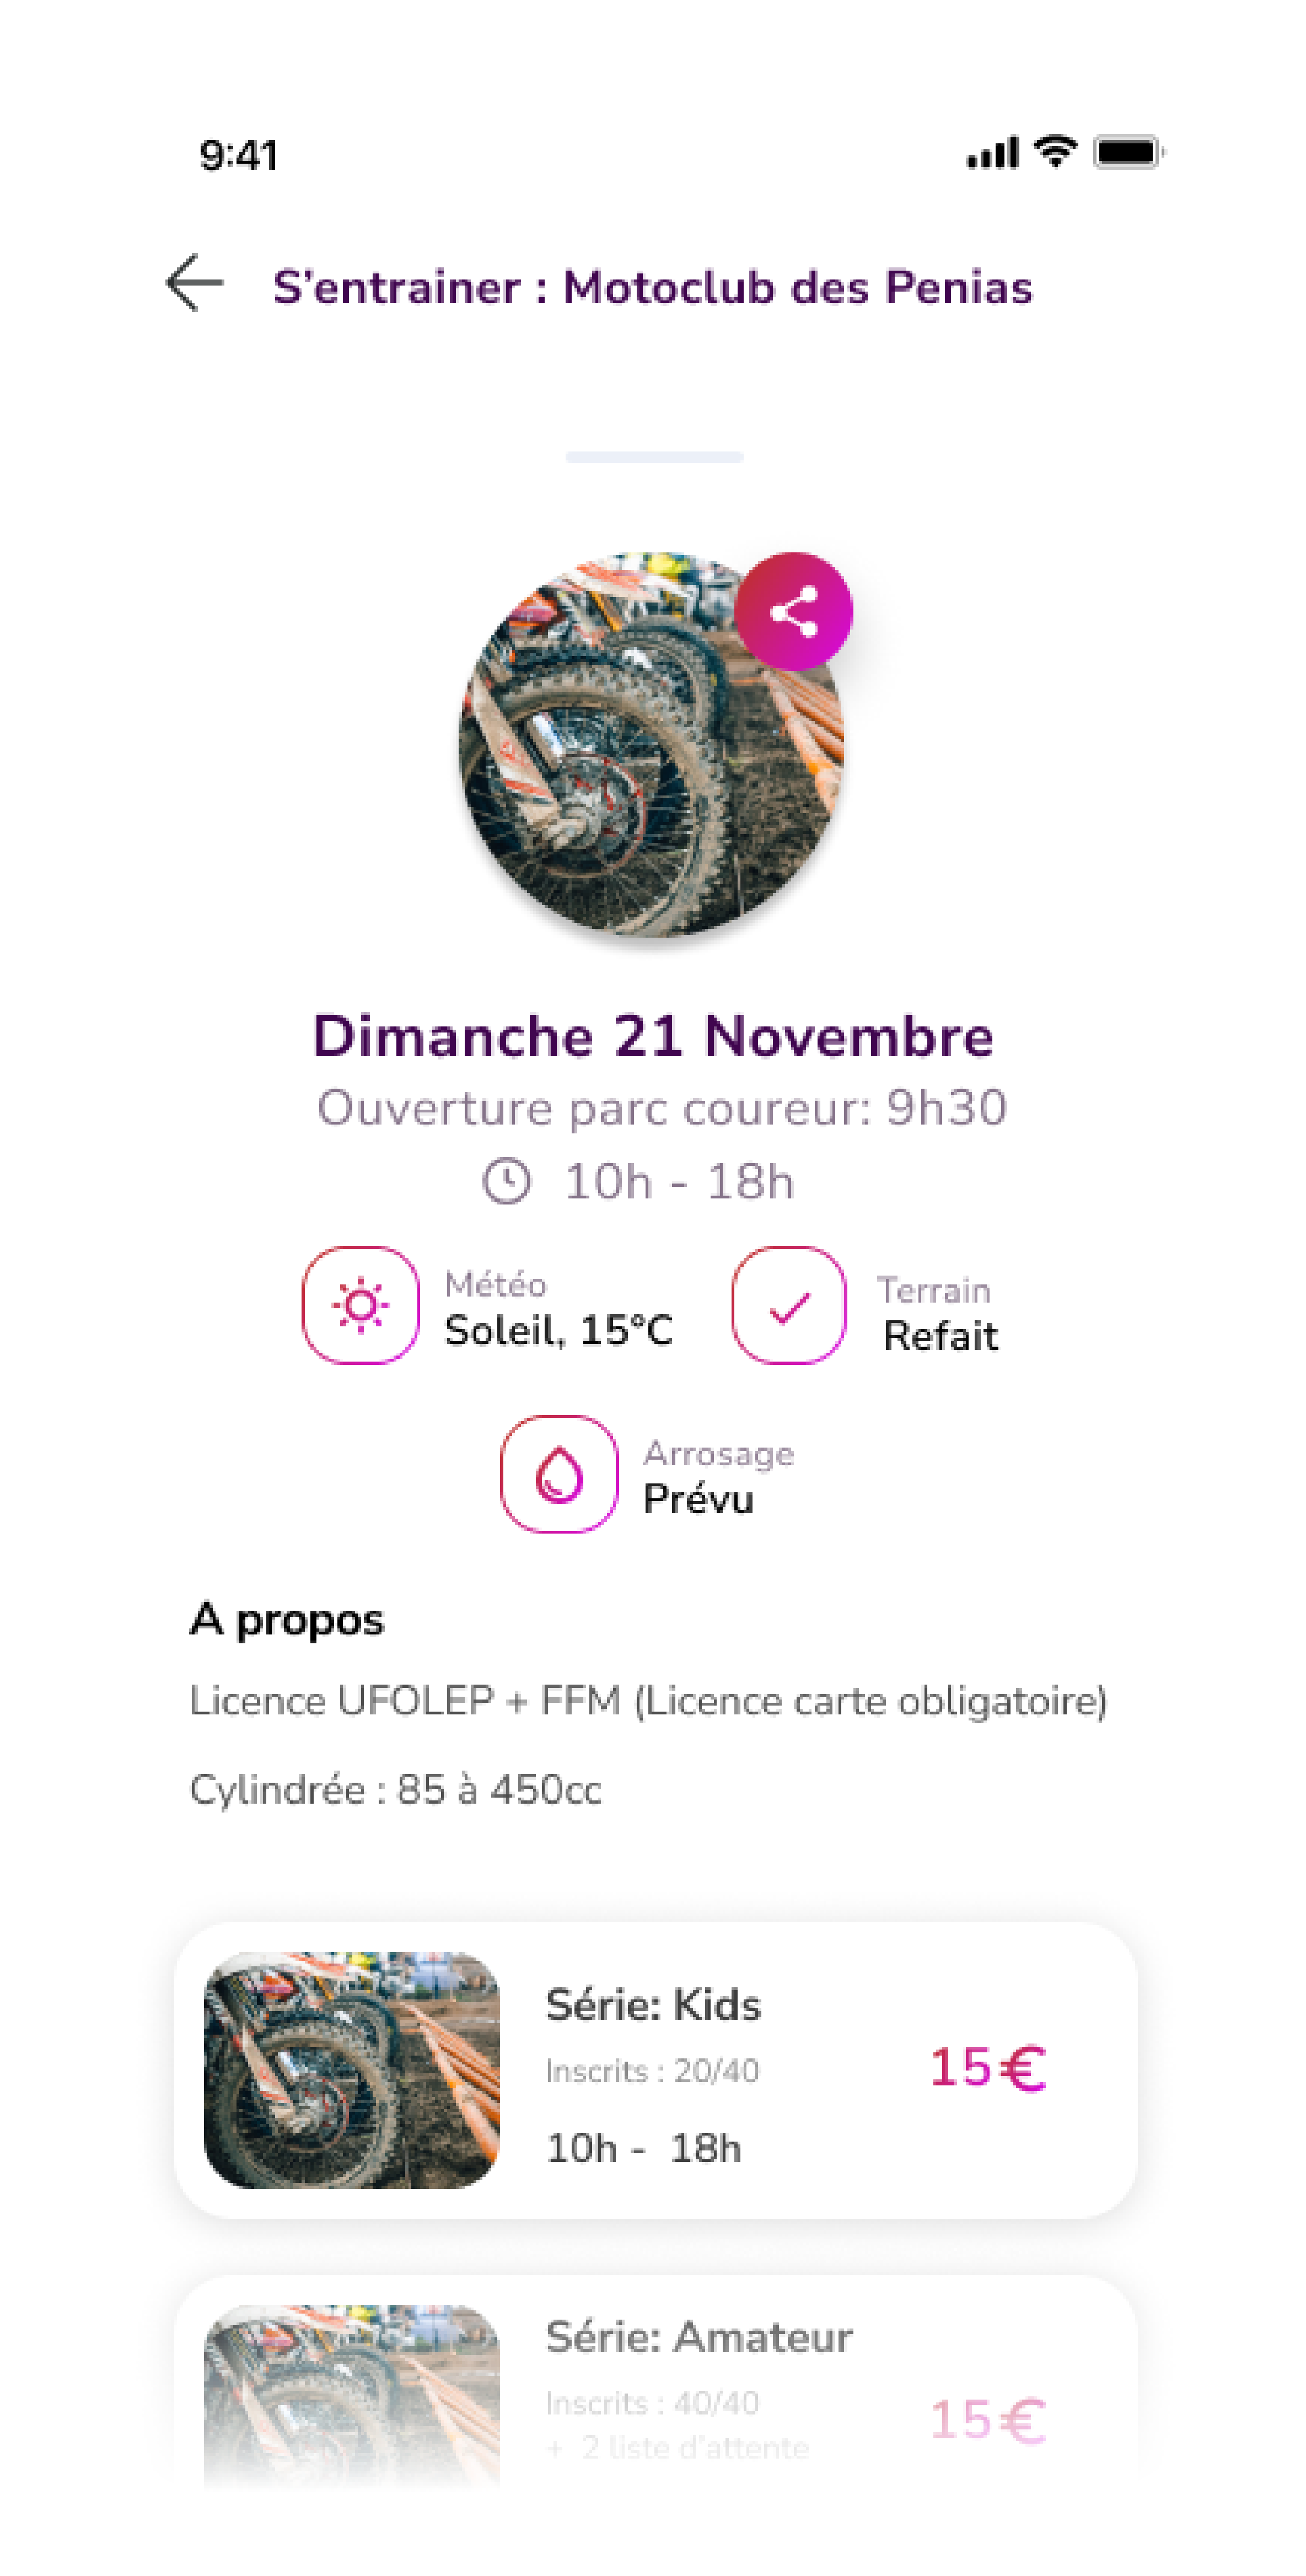 9:41
S’entrainer : Motoclub des Penias
Dimanche 21 Novembre
Ouverture parc coureur: 9h30
10h - 18h
Météo
Soleil, 15°C
Terrain
Refait
Arrosage
Prévu
A propos
Licence UFOLEP + FFM (Licence carte obligatoire)
Cylindrée : 85 à 450cc
Série: Kids
Inscrits : 20/40
15€
10h - 18h
Série: Amateur
Inscrits : 40/40
+ 2 liste d’attente
15€